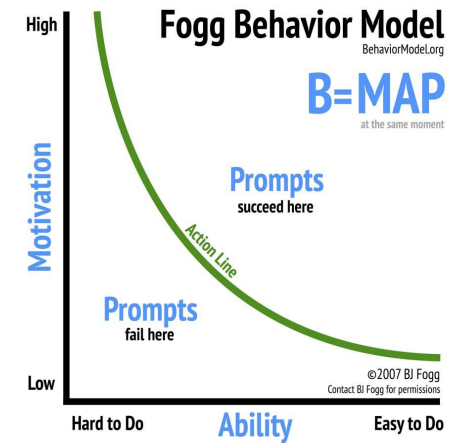 Fogg Behavior Model
BehaviorModel.org
B=MAP
at the same moment
High
Motivation
Low
Prompts
succeed here
Action Line
Prompts
fail here
©2007 BJ Fogg
Contact BJ Fogg for permissions
Hard to Do
Ability
Easy to Do